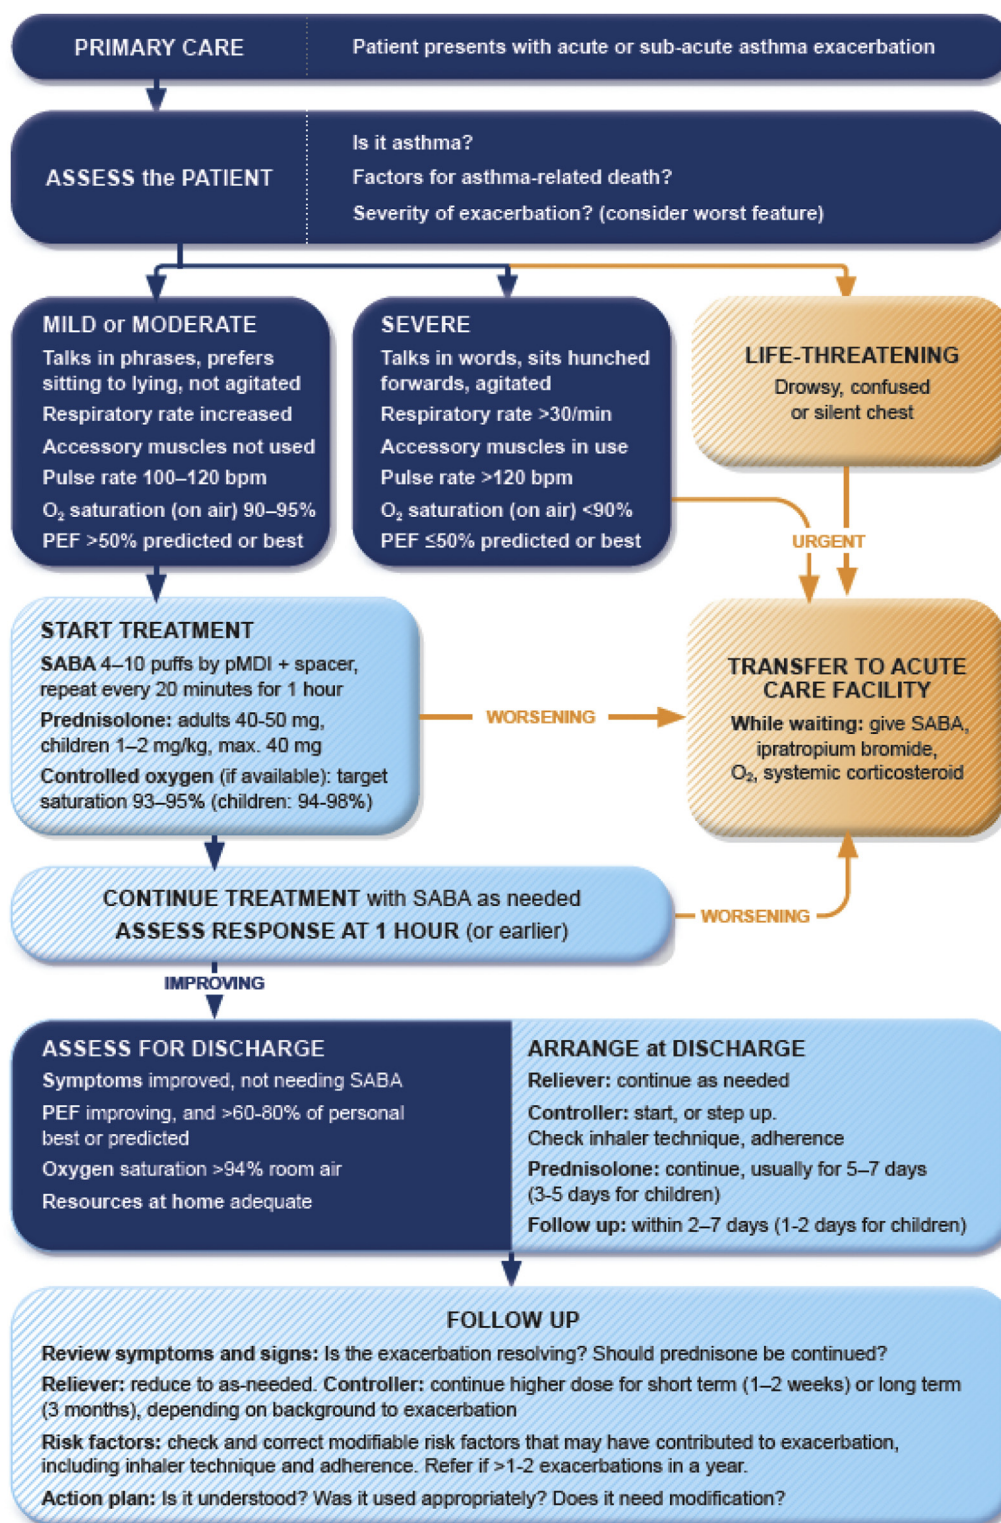 PRIMARY CARE
Patient presents with acute or sub-acute asthma exacerbation
ASSESS the PATIENT
Is it asthma?
Factors for asthma-related death?
Severity of exacerbation? (consider worst feature)
MILD or MODERATE
Talks in phrases, prefers
sitting to lying, not agitated
Respiratory rate increased
Accessory muscles not used
Pulse rate 100–120 bpm
O₂ saturation (on air) 90–95%
PEF >50% predicted or best
SEVERE
Talks in words, sits hunched
forwards, agitated
Respiratory rate >30/min
Accessory muscles in use
Pulse rate >120 bpm
O₂ saturation (on air) <90%
PEF ≤50% predicted or best
LIFE-THREATENING
Drowsy, confused
or silent chest
URGENT
START TREATMENT
SABA 4–10 puffs by pMDI + spacer,
repeat every 20 minutes for 1 hour
Prednisolone: adults 40-50 mg,
children 1–2 mg/kg, max. 40 mg
Controlled oxygen (if available): target
saturation 93–95% (children: 94-98%)
WORSENING
TRANSFER TO ACUTE
CARE FACILITY
While waiting: give SABA,
ipratropium bromide,
O₂, systemic corticosteroid
CONTINUE TREATMENT with SABA as needed
ASSESS RESPONSE AT 1 HOUR (or earlier)
WORSENING
IMPROVING
ASSESS FOR DISCHARGE
Symptoms improved, not needing SABA
PEF improving, and >60-80% of personal
best or predicted
Oxygen saturation >94% room air
Resources at home adequate
ARRANGE at DISCHARGE
Reliever: continue as needed
Controller: start, or step up.
Check inhaler technique, adherence
Prednisolone: continue, usually for 5–7 days
(3-5 days for children)
Follow up: within 2–7 days (1-2 days for children)
FOLLOW UP
Review symptoms and signs: Is the exacerbation resolving? Should prednisone be continued?
Reliever: reduce to as-needed. Controller: continue higher dose for short term (1–2 weeks) or long term
(3 months), depending on background to exacerbation
Risk factors: check and correct modifiable risk factors that may have contributed to exacerbation,
including inhaler technique and adherence. Refer if >1-2 exacerbations in a year.
Action plan: Is it understood? Was it used appropriately? Does it need modification?